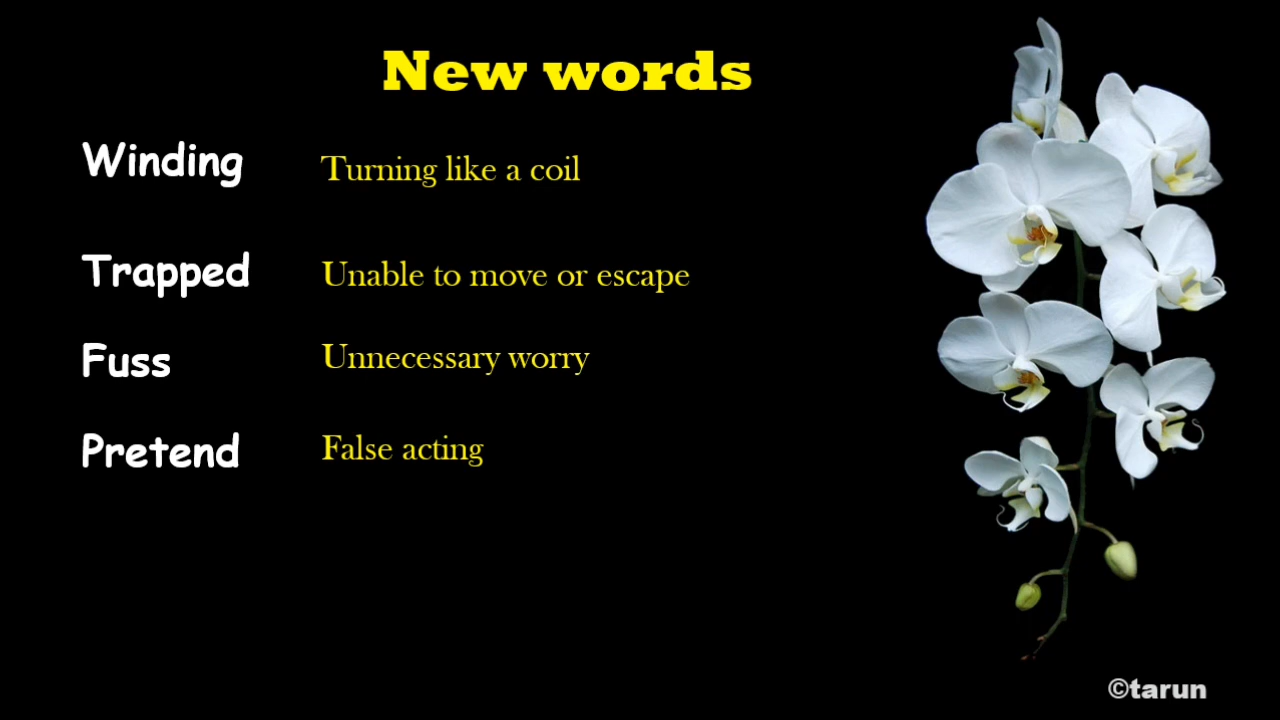 New words
Winding Turning like a coil
Trapped Unable to move or escape
Fuss Unnecessary worry
Pretend False acting
©tarun